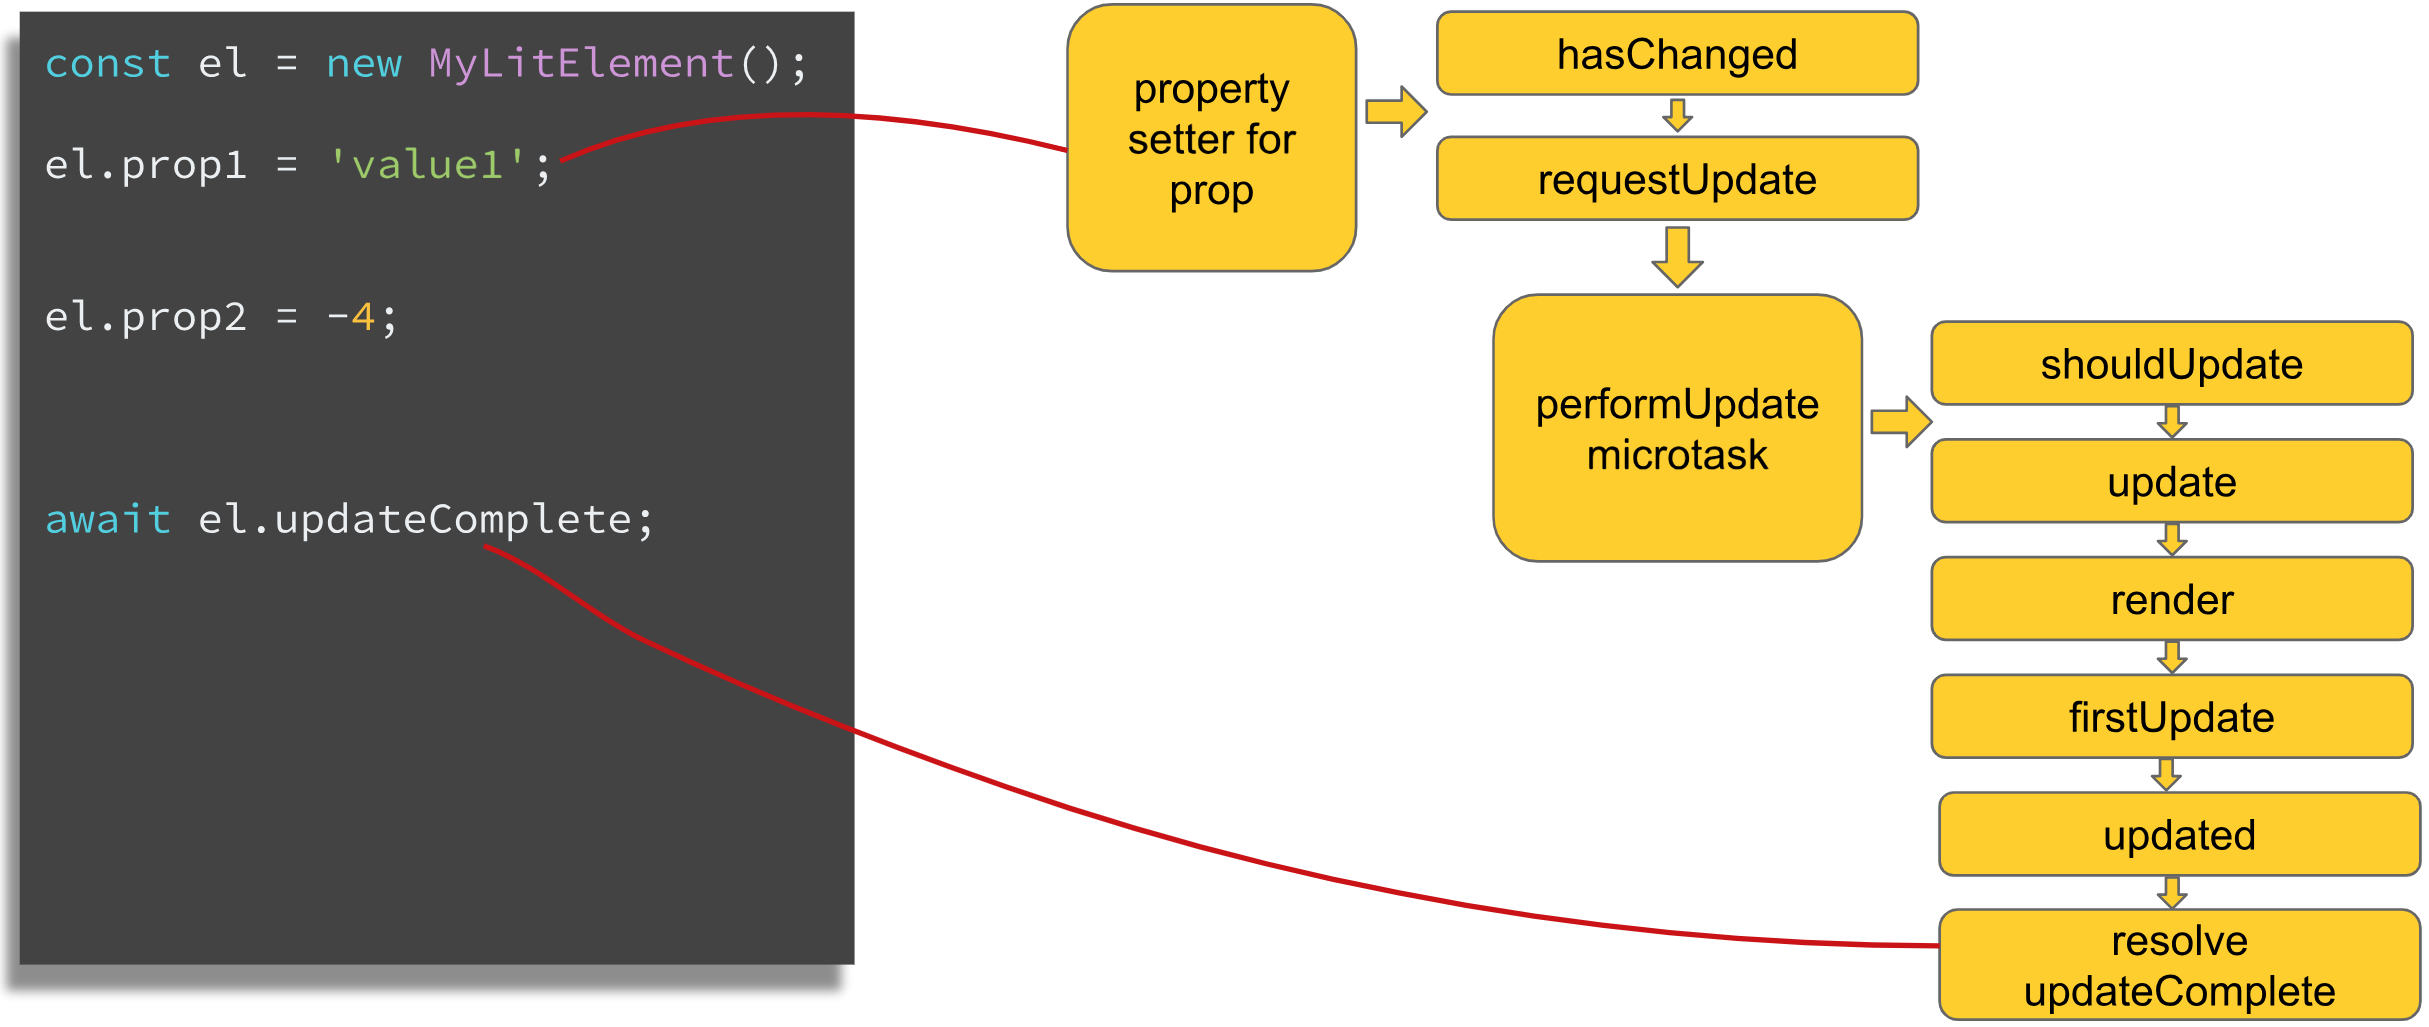 const el = new MyLitElement();
el.prop1 = 'value1';
el.prop2 = -4;
await el.updateComplete;
property
setter for
prop
hasChanged
requestUpdate
performUpdate
microtask
shouldUpdate
update
render
firstUpdate
updated
resolve
updateComplete